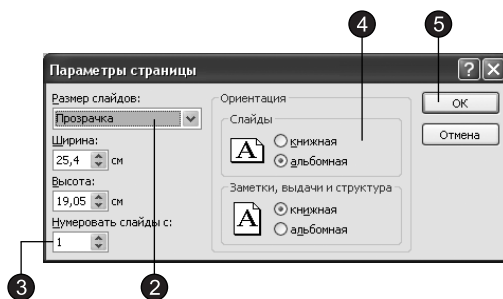 4
5
Параметры страницы
Размер слайдов:
Прозрачка
Ширина:
25,4 см
Высота:
19,05 см
Нумеровать слайды с:
1
Ориентация
Слайды
A
книжная
альбомная
Заметки, выдачи и структура
A
книжная
альбомная
ОК
Отмена
3
2